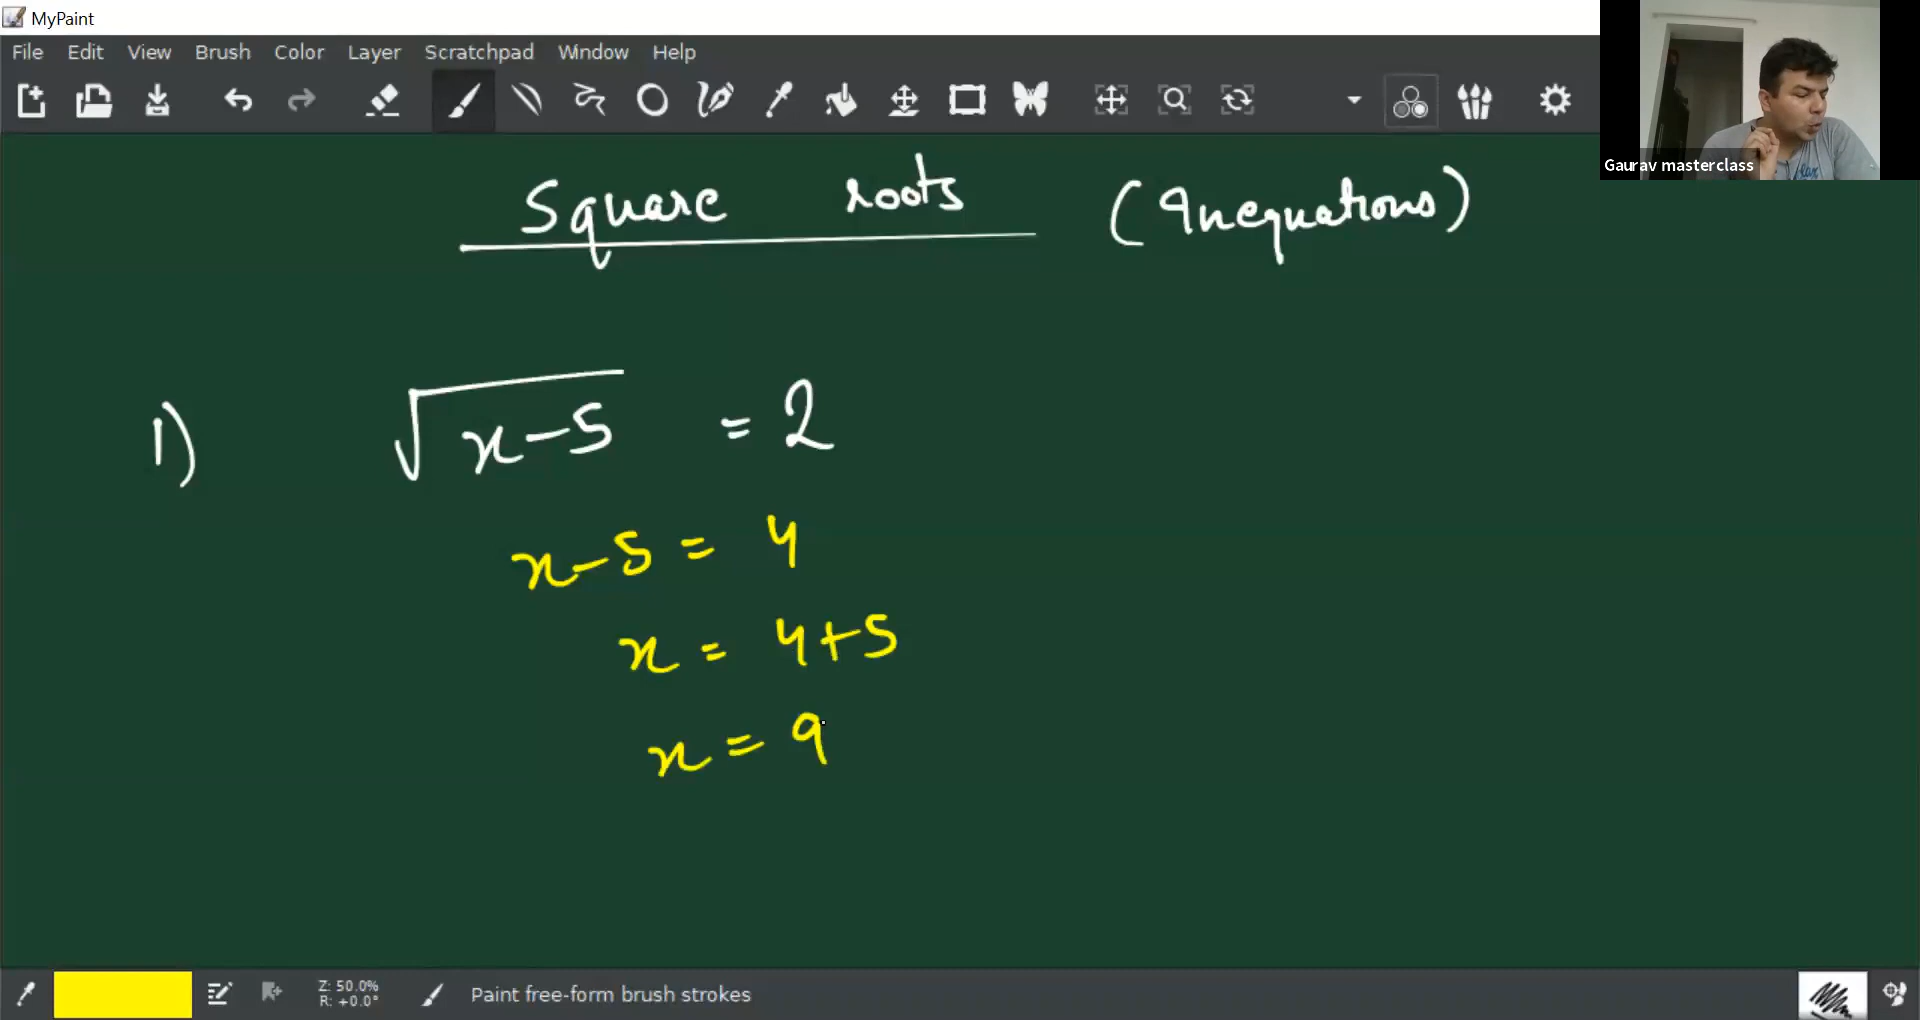 MyPaint
File Edit View Brush Color Layer Scratchpad Window Help
Gaurav masterclass
Square roots (Inequations)
1) √x-5 = 2
x-5 = 4
x = 4+5
x = 9
Z: 50.0%
R: +0.0°
Paint free-form brush strokes